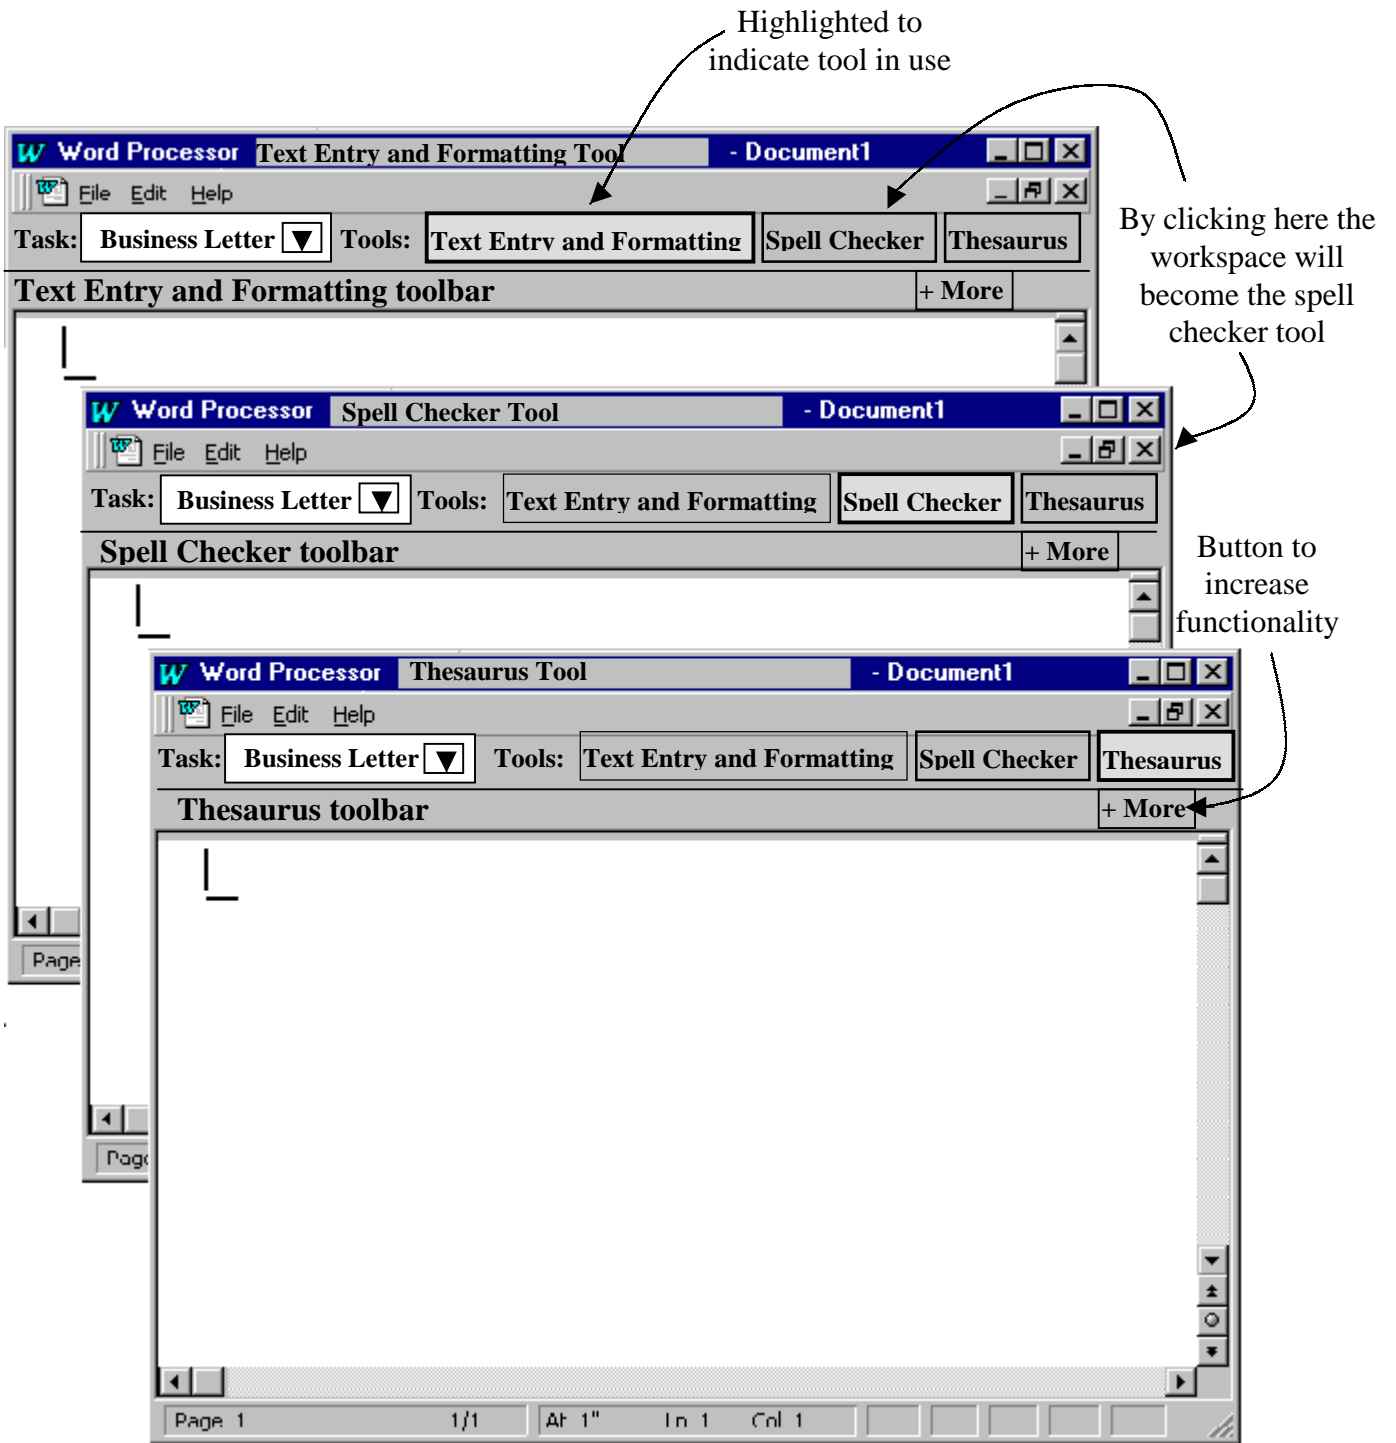 Highlighted to
indicate tool in use
Word Processor Text Entry and Formatting Tool - Document1
File Edit Help
Task: Business Letter Tools: Text Entry and Formatting Spell Checker Thesaurus
Text Entry and Formatting toolbar + More
By clicking here the
workspace will
become the spell
checker tool
Word Processor Spell Checker Tool - Document1
File Edit Help
Task: Business Letter Tools: Text Entry and Formatting Spell Checker Thesaurus
Spell Checker toolbar + More
Button to
increase
functionality
Word Processor Thesaurus Tool - Document1
File Edit Help
Task: Business Letter Tools: Text Entry and Formatting Spell Checker Thesaurus
Thesaurus toolbar + More
Page
Page
Page 1 1/1 At 1" Ln 1 Col 1